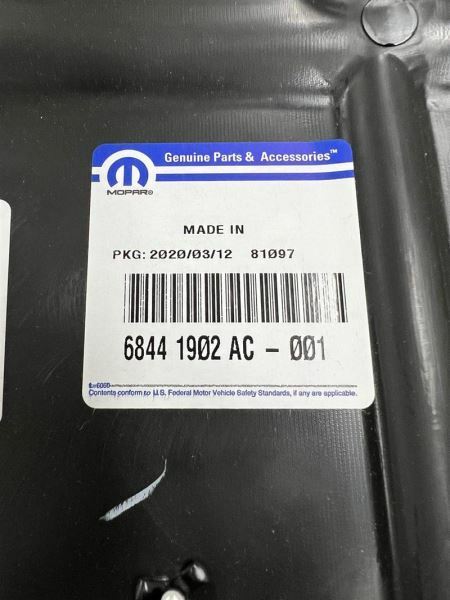 Genuine Parts & Accessories™
MOPAR®
MADE IN
PKG: 2020/03/12 81097
6844 1902 AC - 001
Contents conform to U.S. Federal Motor Vehicle Safety Standards, if any are applicable.